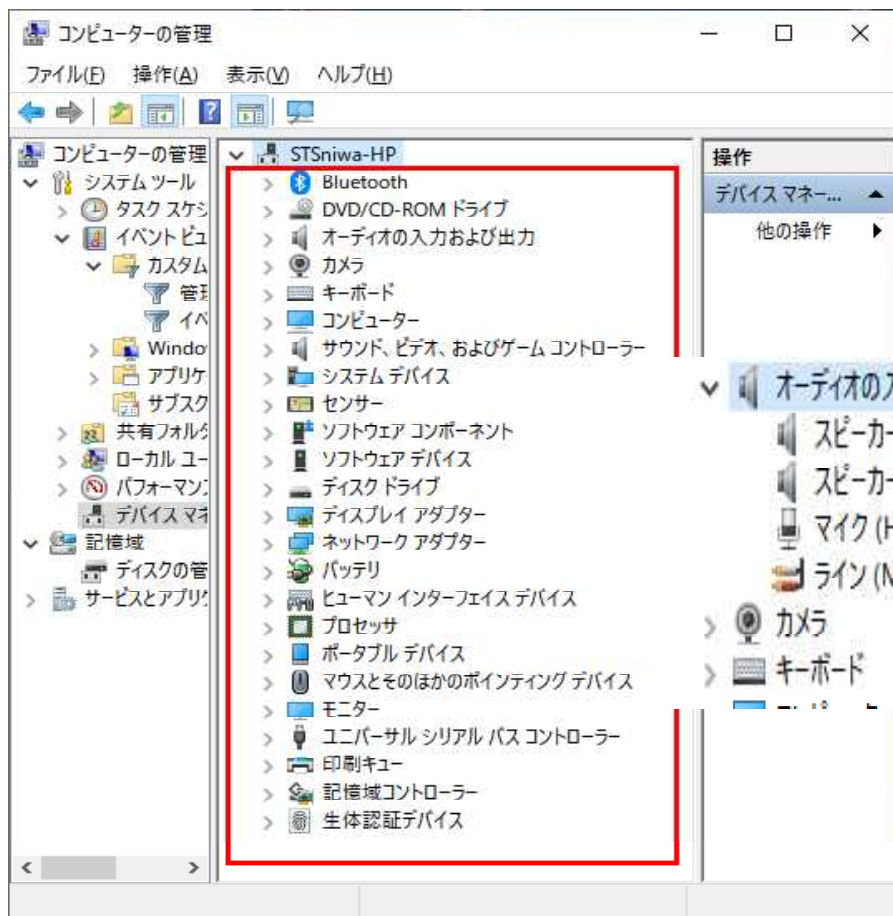 コンピューターの管理
ファイル(F) 操作(A) 表示(V) ヘルプ(H)
コンピューターの管理
システム ツール
タスク スケジ
イベント ビュ
カスタム
管理
イベ
Windo
アプリケ
サブスク
共有フォル
ローカル ユー
パフォーマン
デバイス マネ
記憶域
ディスクの管
サービスとアプリ
STSniwa-HP
Bluetooth
DVD/CD-ROM ドライブ
オーディオの入力および出力
カメラ
キーボード
コンピューター
サウンド、ビデオ、およびゲーム コントローラー
システム デバイス
センサー
ソフトウェア コンポーネント
ソフトウェア デバイス
ディスク ドライブ
ディスプレイ アダプター
ネットワーク アダプター
バッテリ
ヒューマン インターフェイス デバイス
プロセッサ
ポータブル デバイス
マウスとそのほかのポインティング デバイス
モニター
ユニバーサル シリアル バス コントローラー
印刷キュー
記憶域コントローラー
生体認証デバイス
操作
デバイス マネー...
他の操作
オーディオの入
スピーカー
スピーカー
マイク (H
ライン (N
カメラ
キーボード